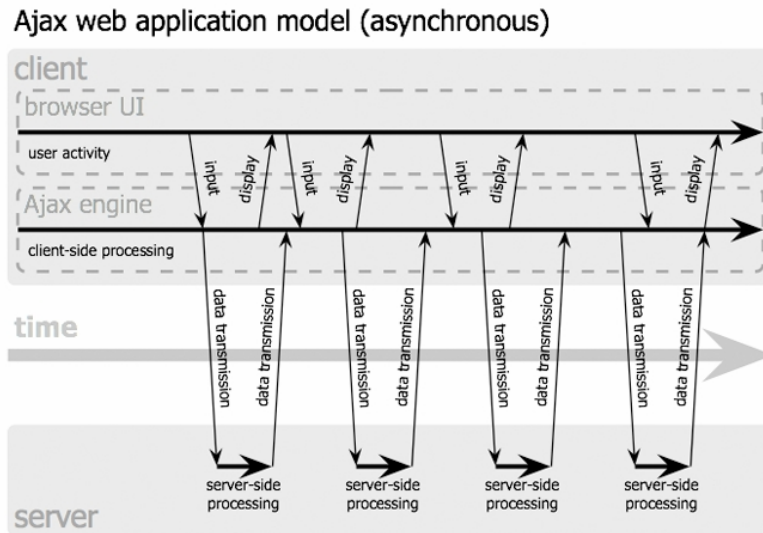 Ajax web application model (asynchronous)
client
browser UI
user activity
input
display
input
display
input
display
input
display
Ajax engine
client-side processing
time
data transmission
data transmission
data transmission
data transmission
data transmission
data transmission
data transmission
data transmission
server-side
processing
server-side
processing
server-side
processing
server-side
processing
server